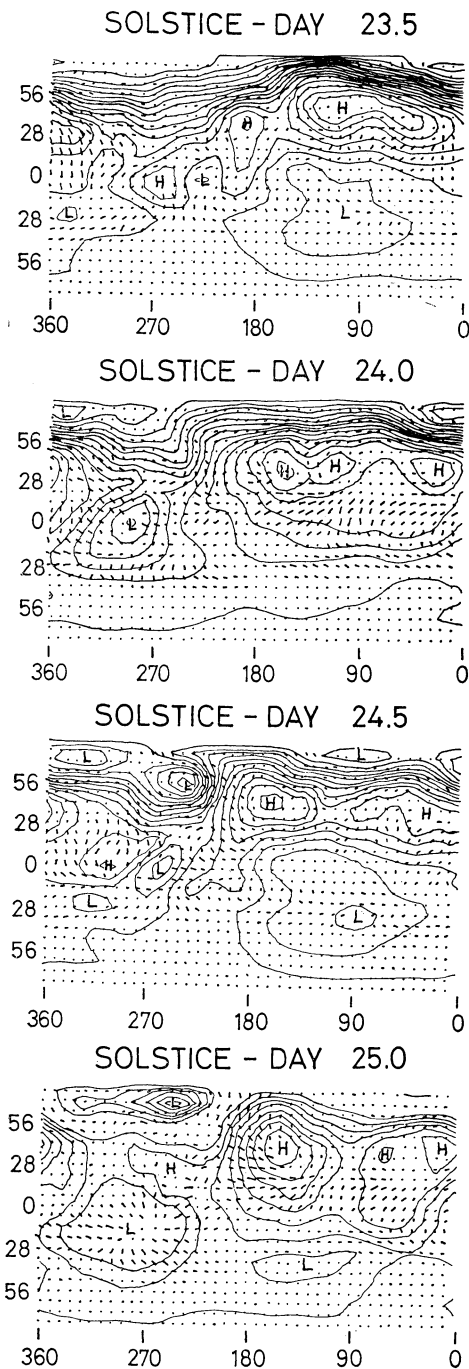 SOLSTICE - DAY 23.5
56
H
28
H
0
H
L
L
L
28
56
360 270 180 90 0
SOLSTICE - DAY 24.0
L
56
H
H
H
28
0
L
28
56
360 270 180 90 0
SOLSTICE - DAY 24.5
L
L
56
L
H
H
28
0
H
L
L
28
L
56
360 270 180 90 0
SOLSTICE - DAY 25.0
L
56
H
H
H
28
H
0
L
28
L
56
360 270 180 90 0